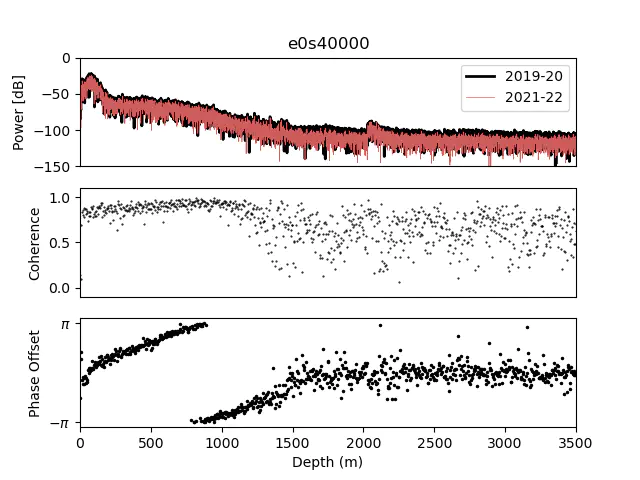 e0s40000
Power [dB]
0
−50
−100
−150
2019-20
2021-22
Coherence
1.0
0.5
0.0
Phase Offset
π
−π
0 500 1000 1500 2000 2500 3000 3500
Depth (m)